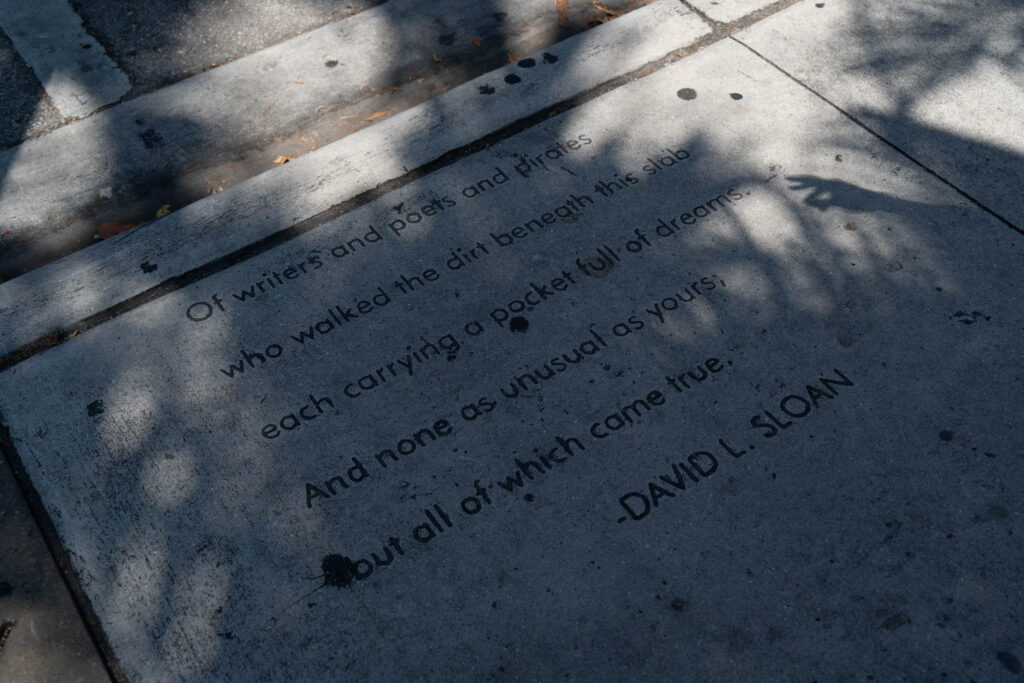 Of writers and poets and pirates
who walked the dirt beneath this slab
each carrying a pocket full of dreams.
And none as unusual as yours,
but all of which came true.
-DAVID L. SLOAN